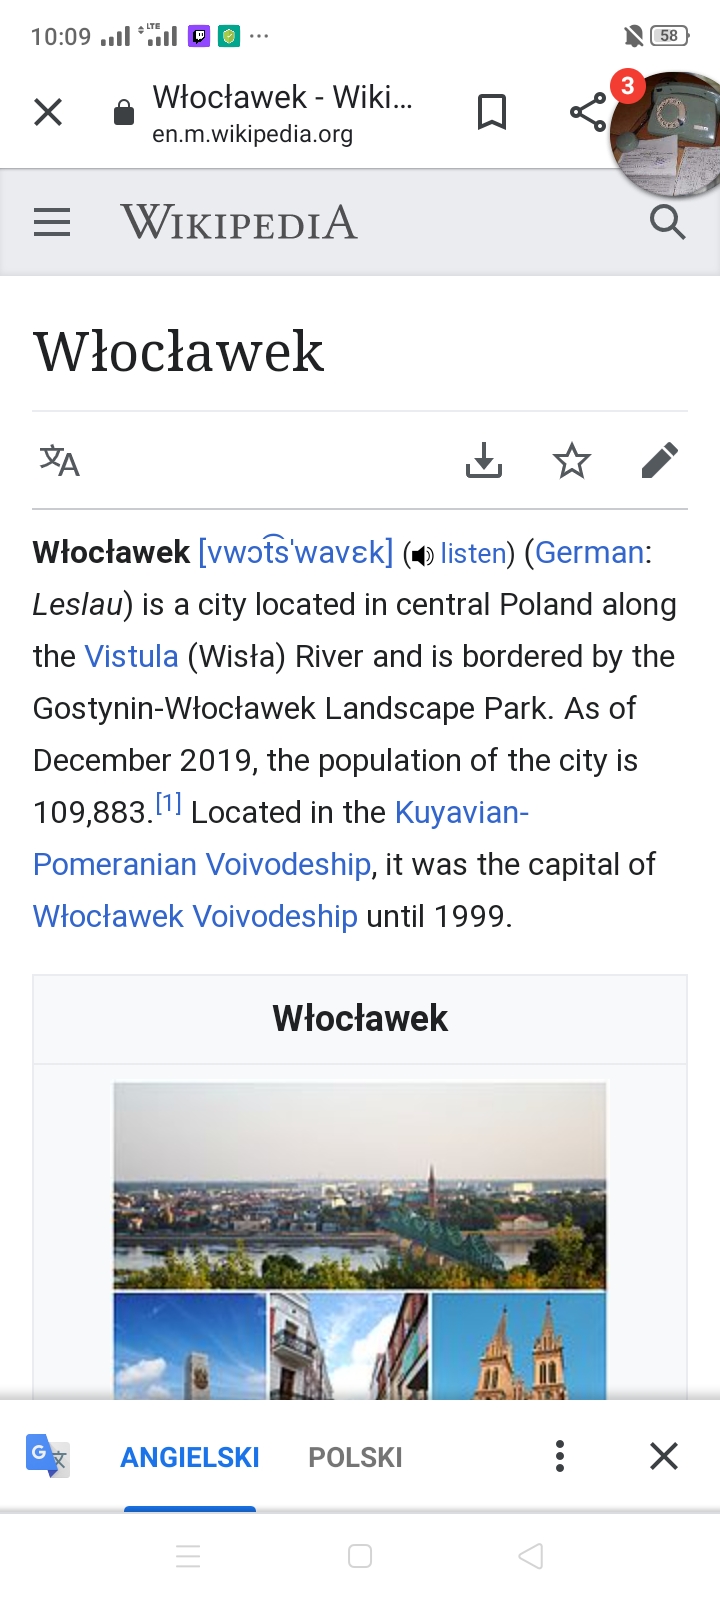 10:09 LTE 58
Włocławek - Wiki...
en.m.wikipedia.org
3
WIKIPEDIA
Włocławek
Włocławek [vwɔt͡sˈwavɛk] (listen) (German:
Leslau) is a city located in central Poland along
the Vistula (Wisła) River and is bordered by the
Gostynin-Włocławek Landscape Park. As of
December 2019, the population of the city is
109,883.[1] Located in the Kuyavian-
Pomeranian Voivodeship, it was the capital of
Włocławek Voivodeship until 1999.
Włocławek
G 文 ANGIELSKI POLSKI